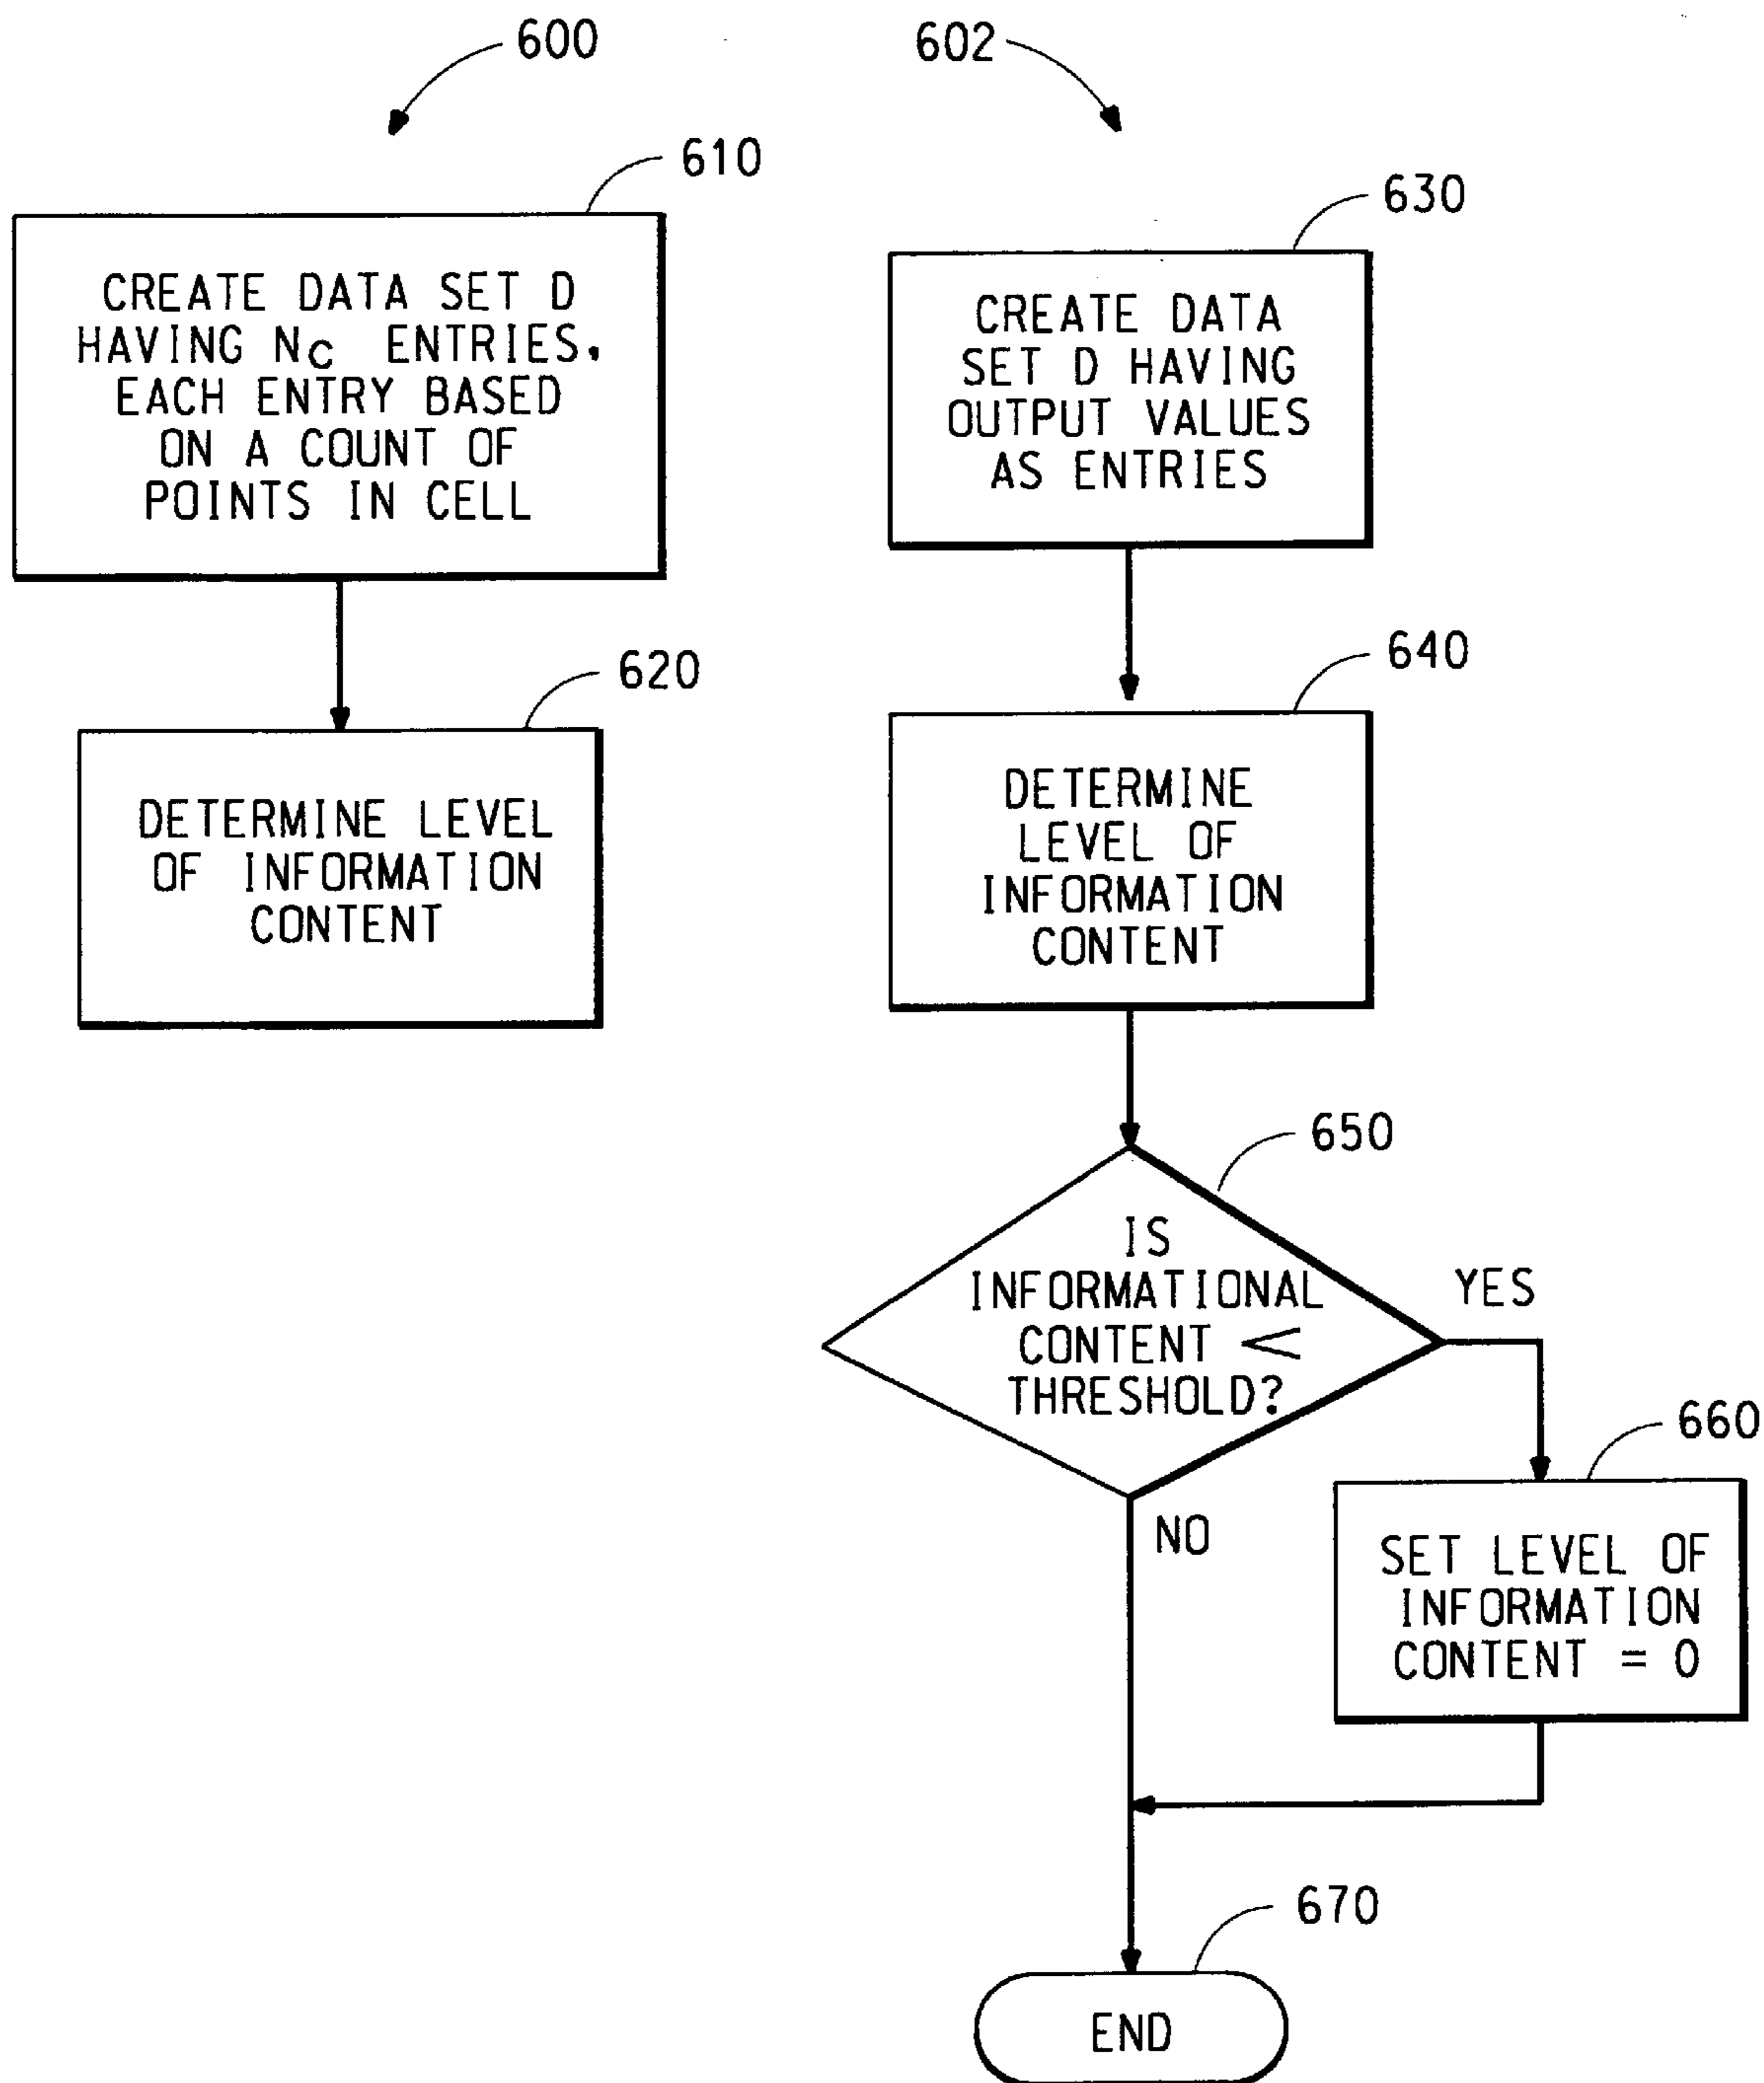 600
610
CREATE DATA SET D
HAVING Nc ENTRIES.
EACH ENTRY BASED
ON A COUNT OF
POINTS IN CELL
620
DETERMINE LEVEL
OF INFORMATION
CONTENT
602
630
CREATE DATA
SET D HAVING
OUTPUT VALUES
AS ENTRIES
640
DETERMINE
LEVEL OF
INFORMATION
CONTENT
650
IS
INFORMATIONAL
CONTENT <
THRESHOLD?
YES
NO
660
SET LEVEL OF
INFORMATION
CONTENT = 0
670
END